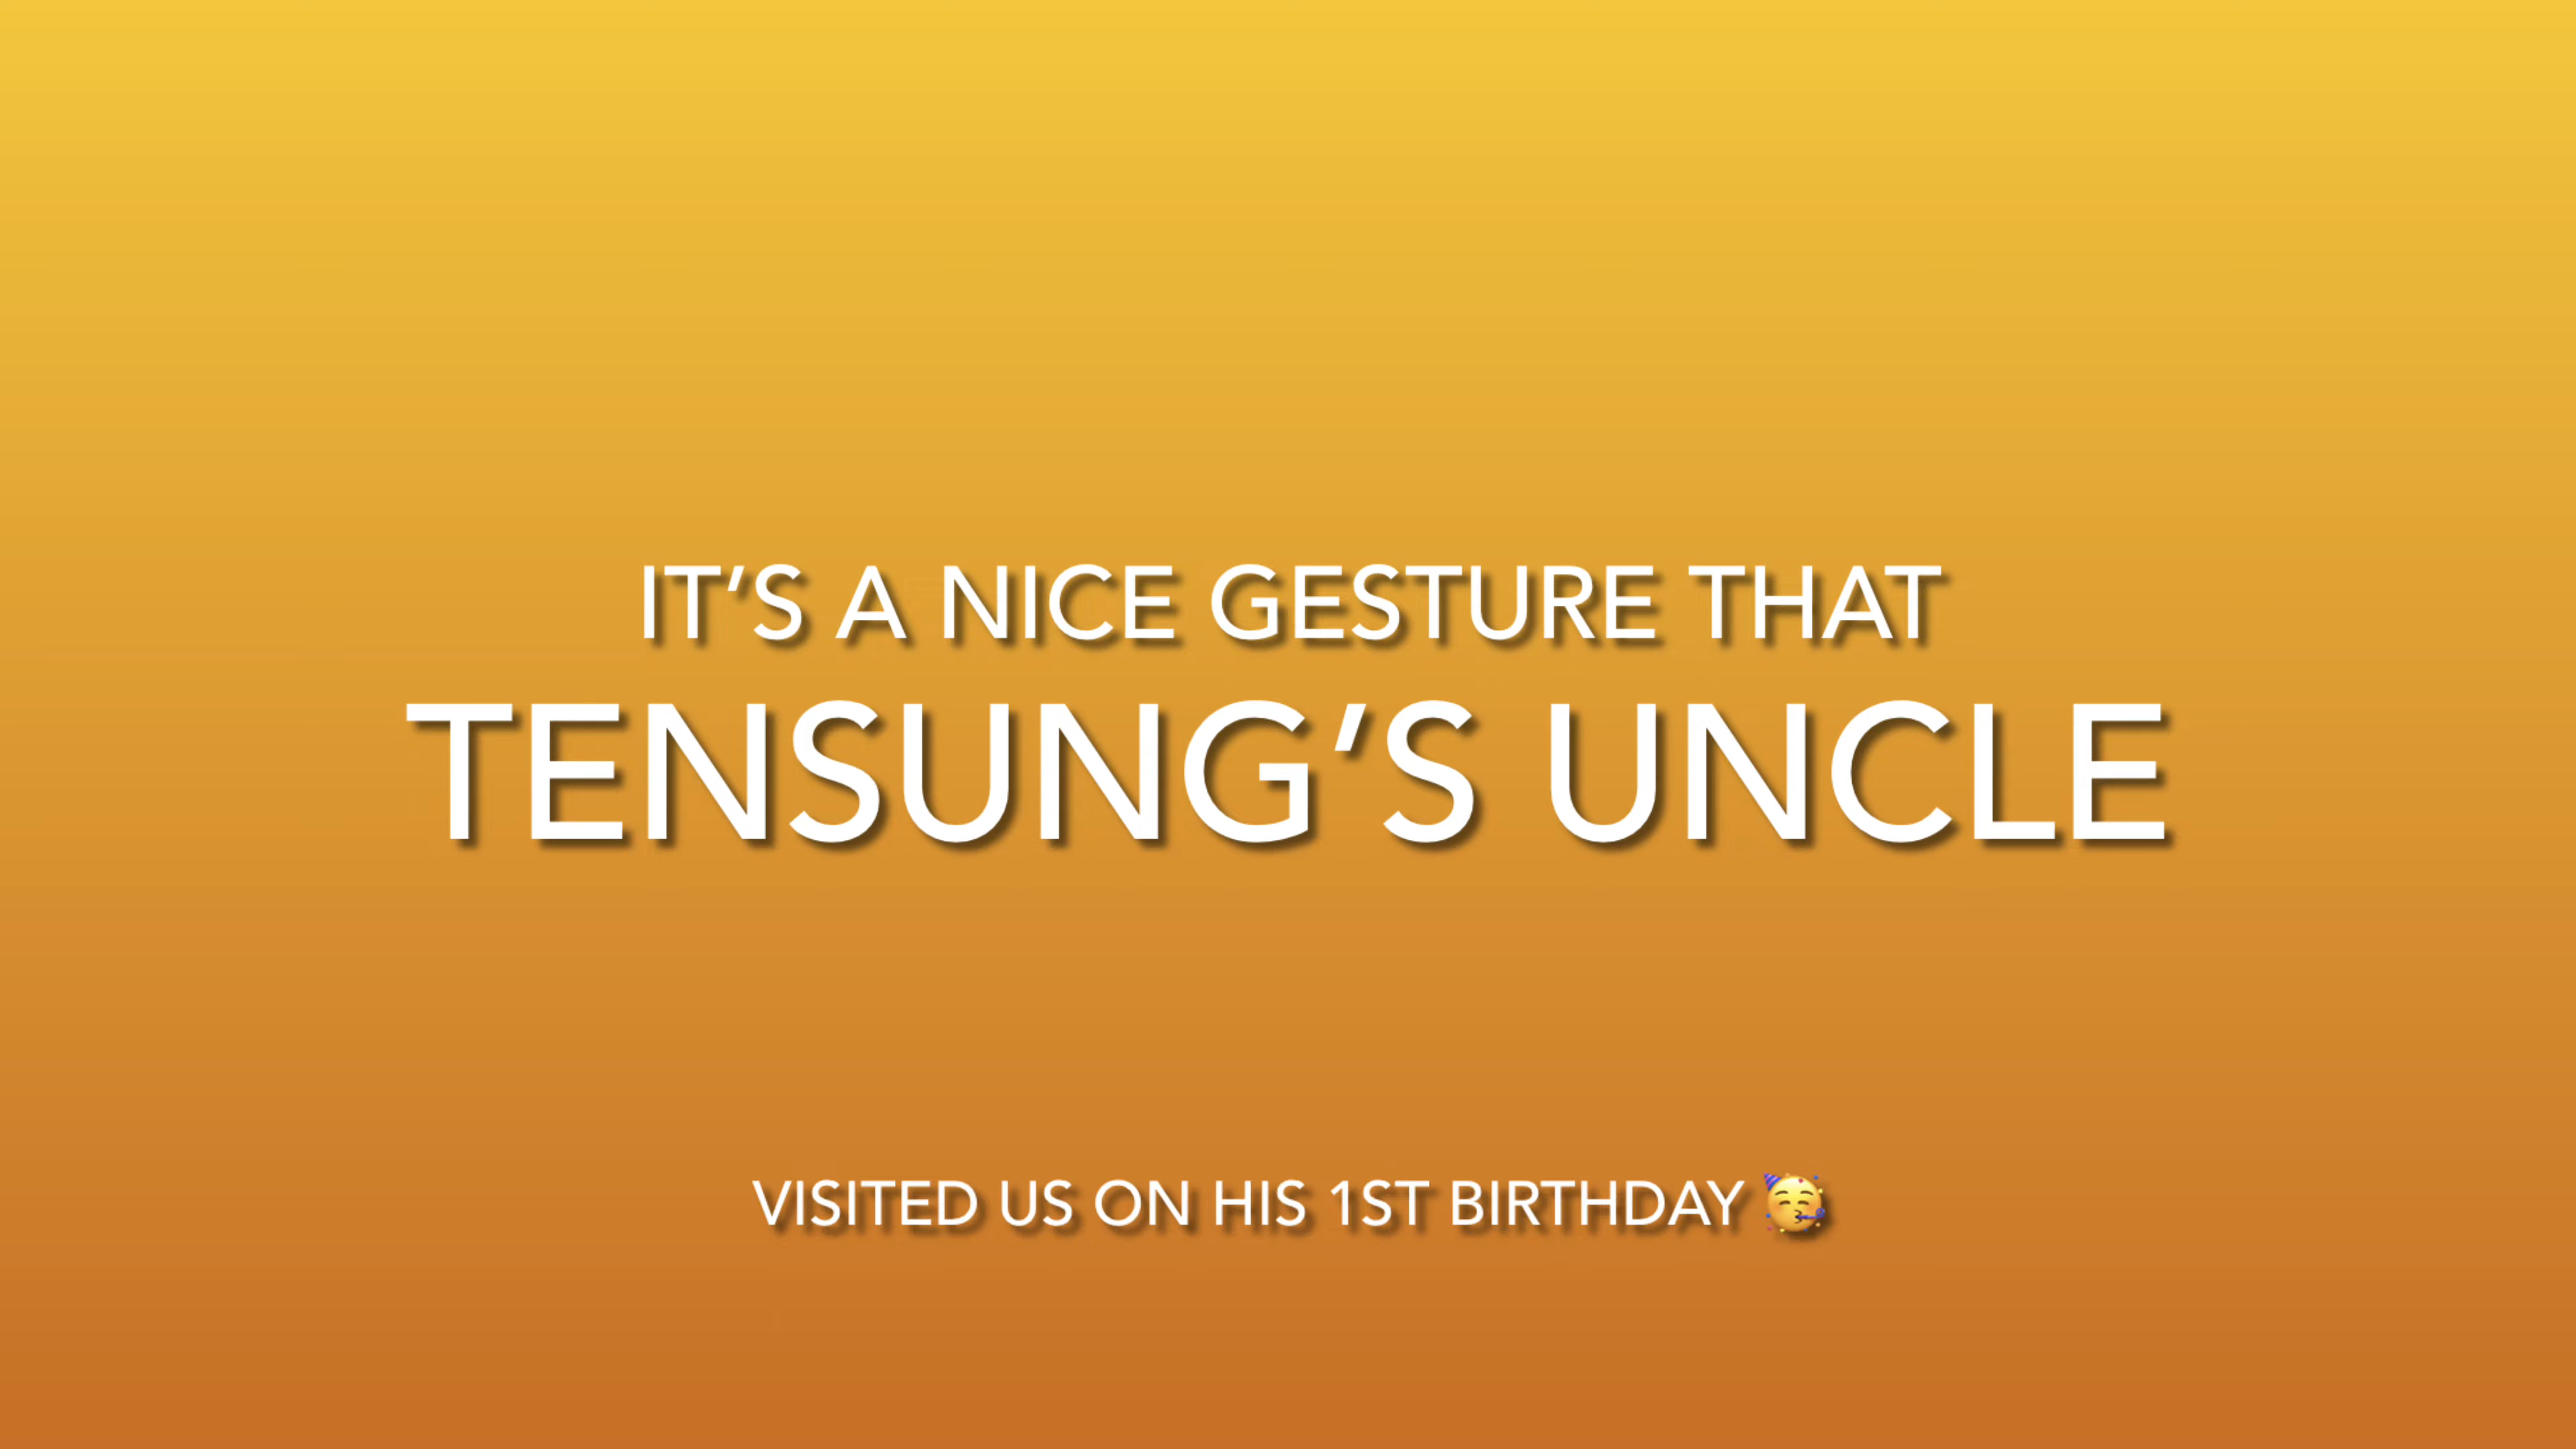 IT’S A NICE GESTURE THAT
TENSUNG’S UNCLE
VISITED US ON HIS 1ST BIRTHDAY 🥳